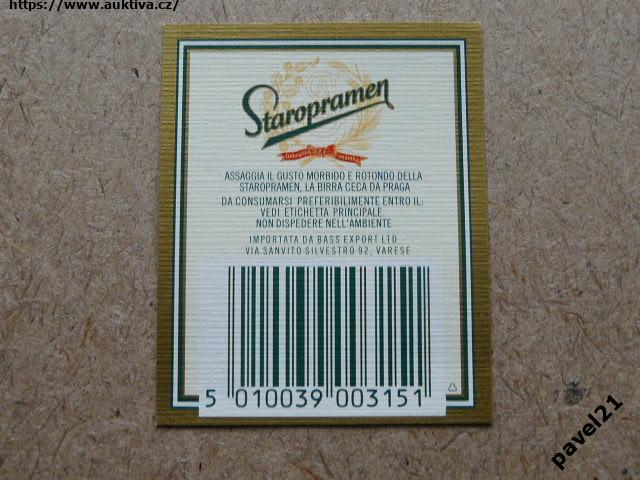 https://www.auktiva.cz/
Staropramen
Ochranná známka
ASSAGGIA IL GUSTO MORBIDO E ROTONDO DELLA
STAROPRAMEN, LA BIRRA CECA DA PRAGA
DA CONSUMARSI PREFERIBILMENTE ENTRO IL:
VEDI ETICHETTA PRINCIPALE
NON DISPEDERE NELL'AMBIENTE
IMPORTATA DA BASS EXPORT LTD
VIA SANVITO SILVESTRO 92, VARESE
5 010039 003151
pavel21